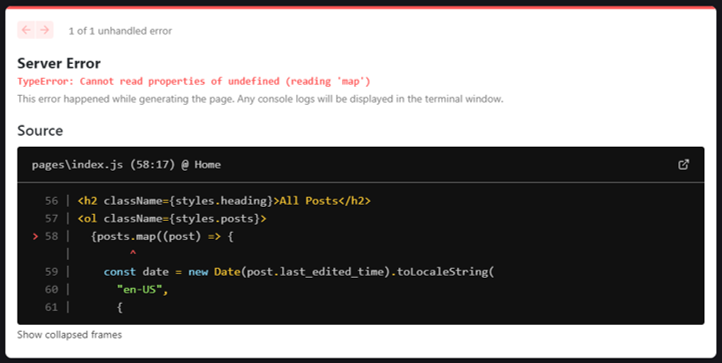 1 of 1 unhandled error
Server Error
TypeError: Cannot read properties of undefined (reading 'map')
This error happened while generating the page. Any console logs will be displayed in the terminal window.
Source
pages\index.js (58:17) @ Home
56 | <h2 className={styles.heading}>All Posts</h2>
57 | <ol className={styles.posts}>
> 58 | {posts.map((post) => {
| ^
59 | const date = new Date(post.last_edited_time).toLocaleString(
60 | "en-US",
61 | {
Show collapsed frames